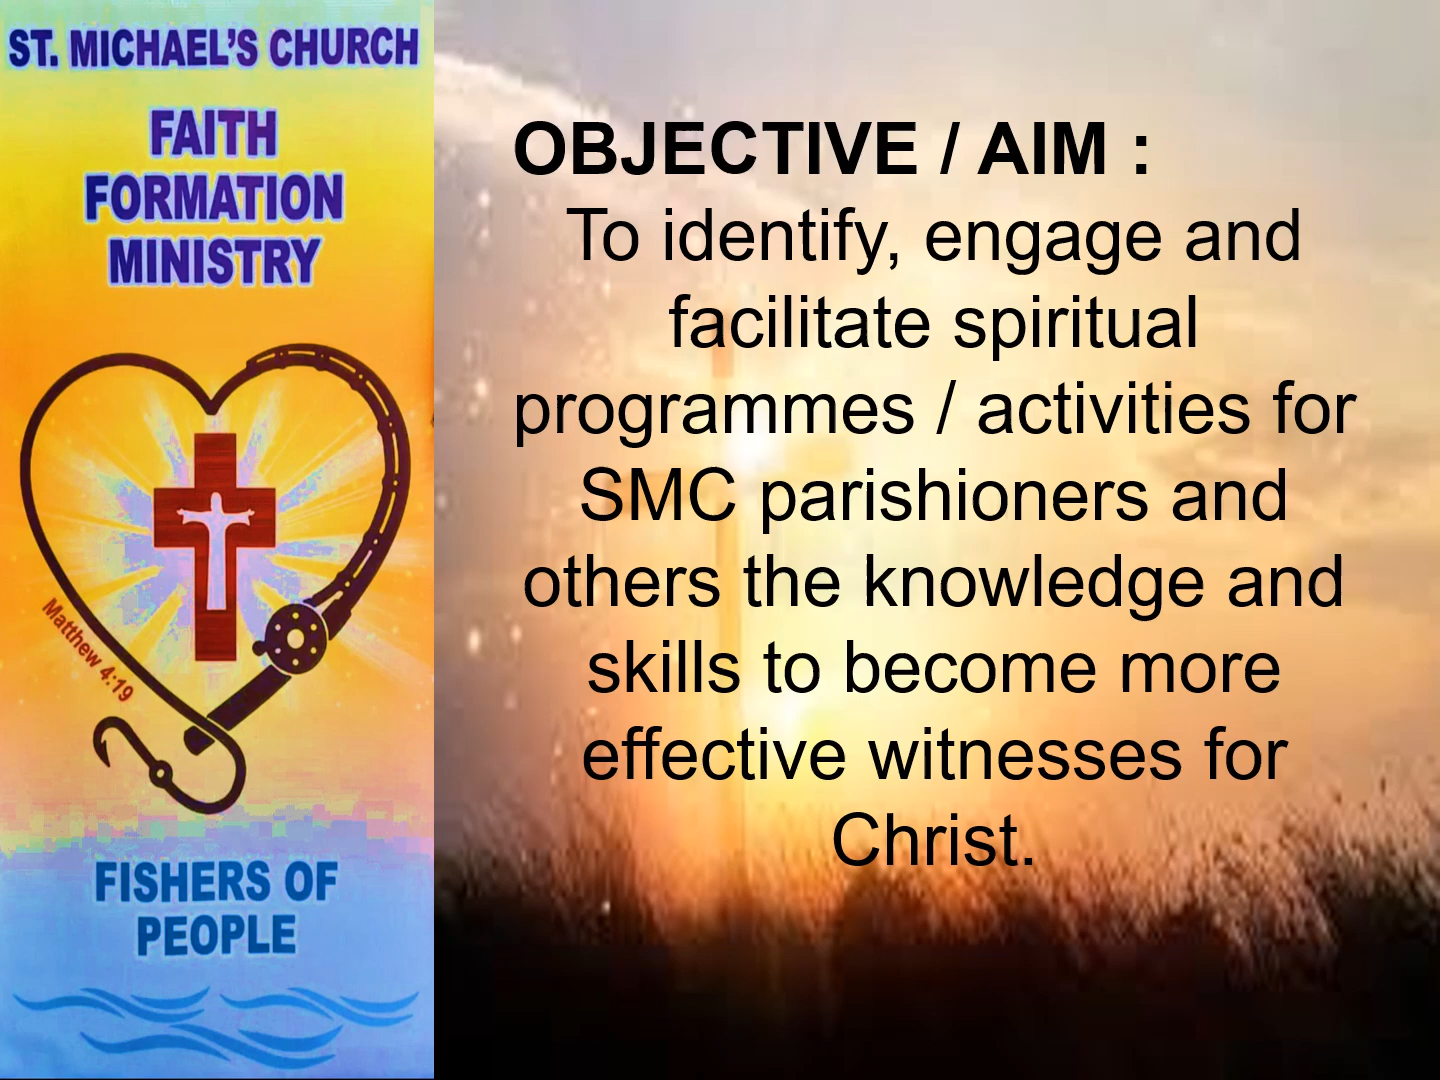 ST. MICHAEL'S CHURCH
FAITH
FORMATION
MINISTRY
Matthew 4:19
FISHERS OF
PEOPLE
OBJECTIVE / AIM :
To identify, engage and
facilitate spiritual
programmes / activities for
SMC parishioners and
others the knowledge and
skills to become more
effective witnesses for
Christ.